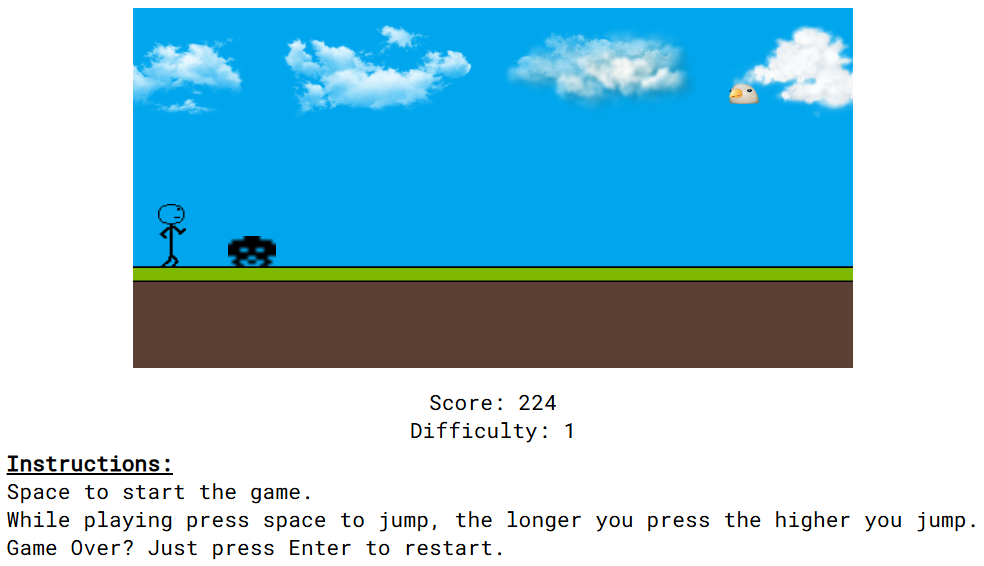 Score: 224
Difficulty: 1
Instructions:
Space to start the game.
While playing press space to jump, the longer you press the higher you jump.
Game Over? Just press Enter to restart.